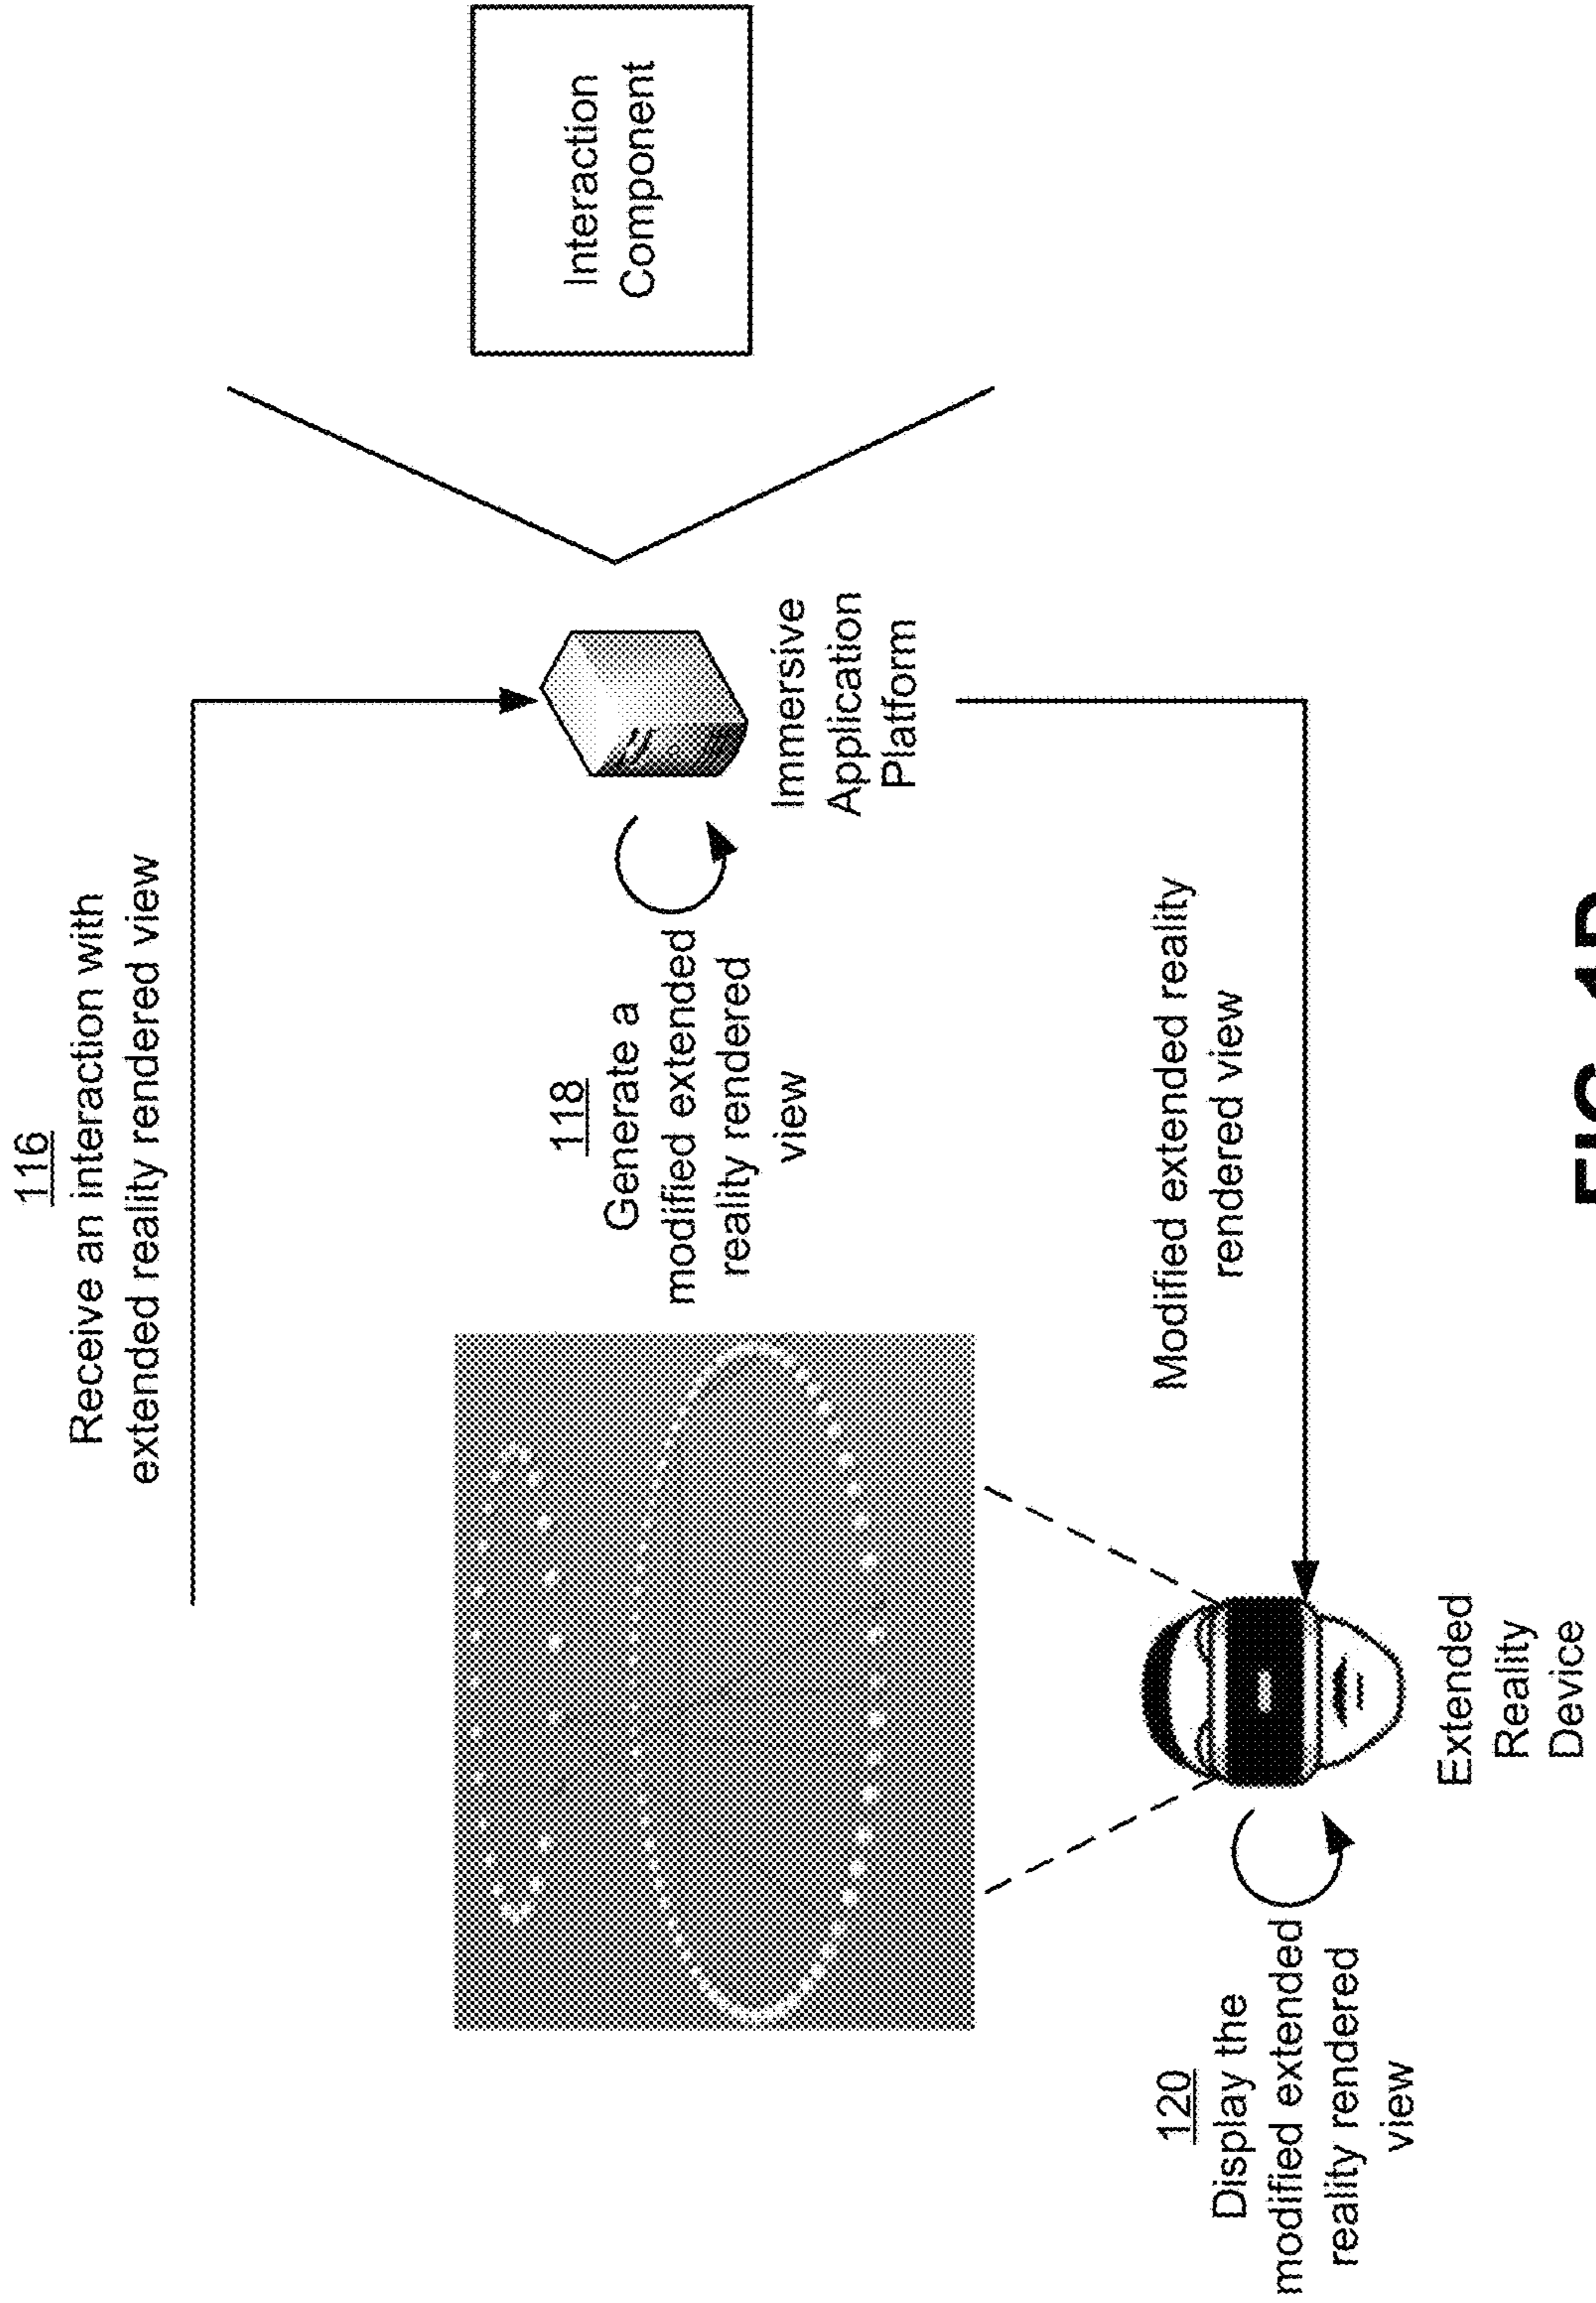 116
Receive an interaction with
extended reality rendered view
118
Generate a
modified extended
reality rendered
view
Immersive
Application
Platform
Interaction
Component
Modified extended reality
rendered view
120
Display the
modified extended
reality rendered
view
Extended
Reality
Device
FIG